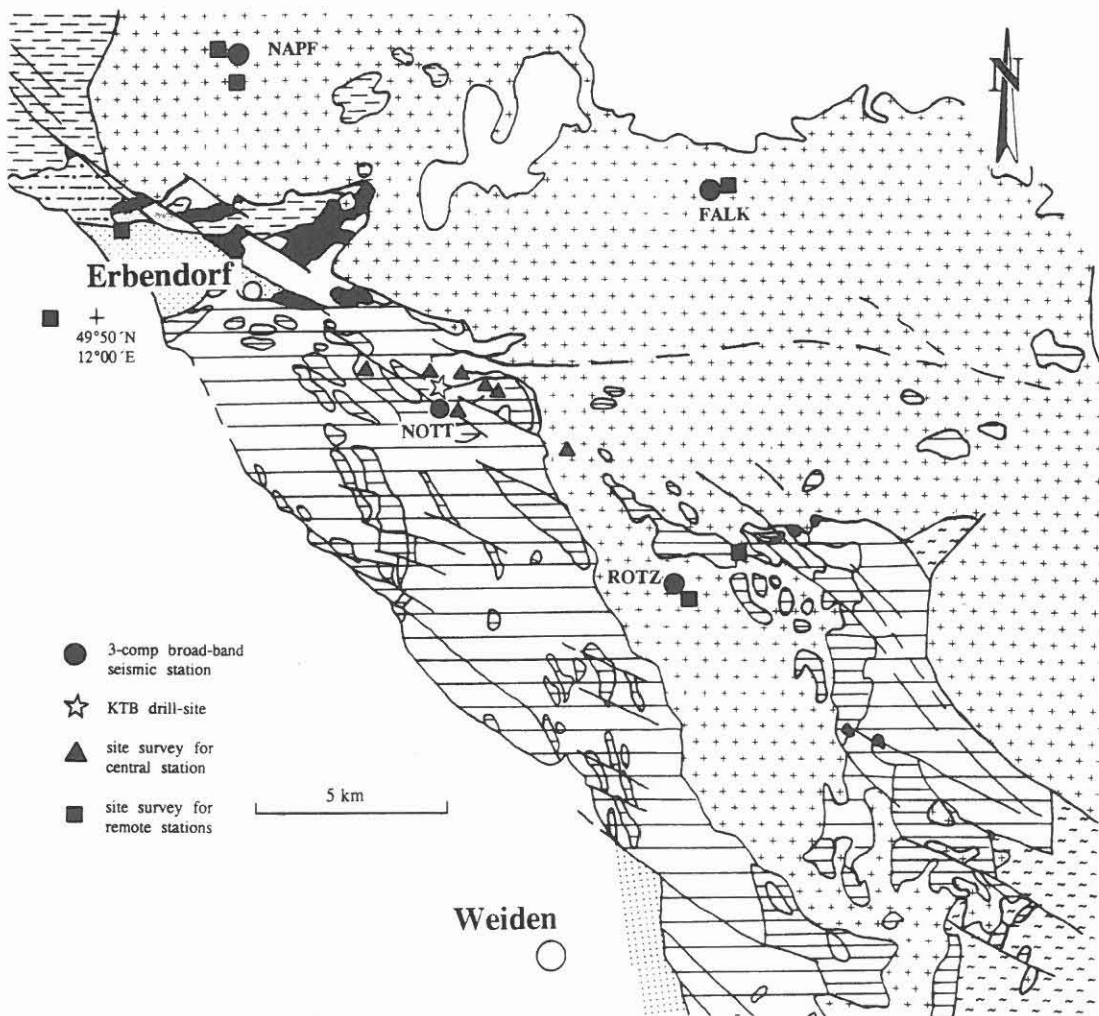 NAPF
N
FALK
Erbendorf
49°50´N
12°00´E
NOTT
ROTZ
3-comp broad-band
seismic station
KTB drill-site
site survey for
central station
5 km
site survey for
remote stations
Weiden